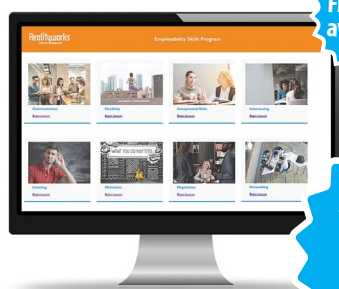 Realityworks
Employability Skills Program
Communication
Flexibility
Interpersonal Skills
Interviewing
Begin Lesson
Begin Lesson
Begin Lesson
Begin Lesson
WHAT YOU DO MATTERS.
Listening
Motivation
Negotiation
Networking
Begin Lesson
Begin Lesson
Begin Lesson
Begin Lesson